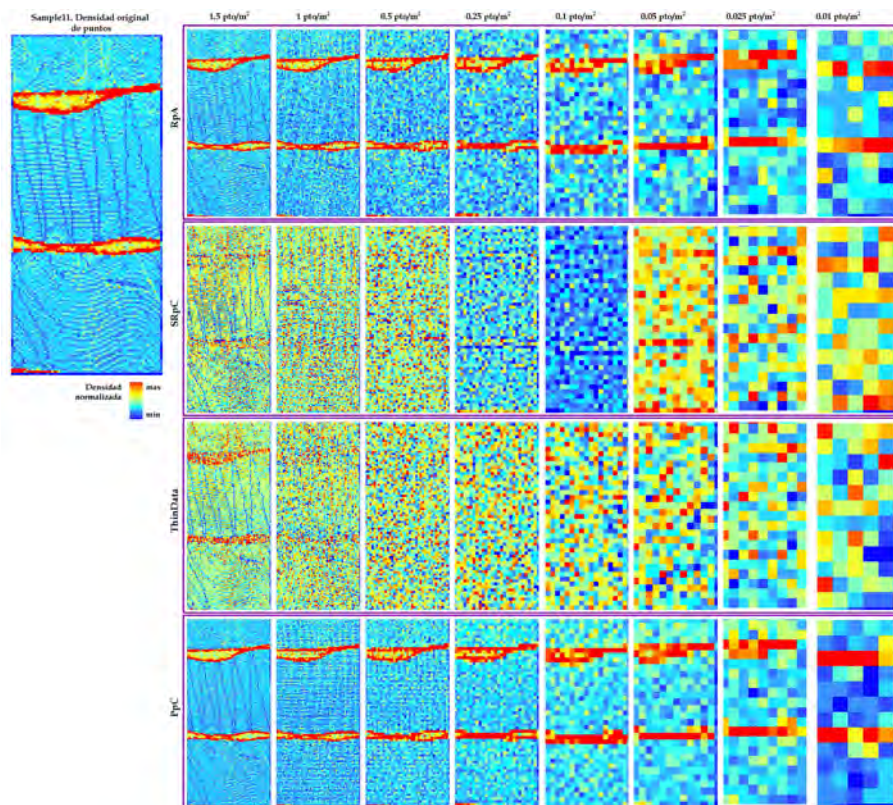 Sample11. Densidad original
de puntos
1,5 pto/m²
1 pto/m²
0.5 pto/m²
0.25 pto/m²
0,1 pto/m²
0.05 pto/m²
0.025 pto/m²
0.01 pto/m²
RpA
SRpC
Densidad
normalizada
max
min
ThinData
PpC